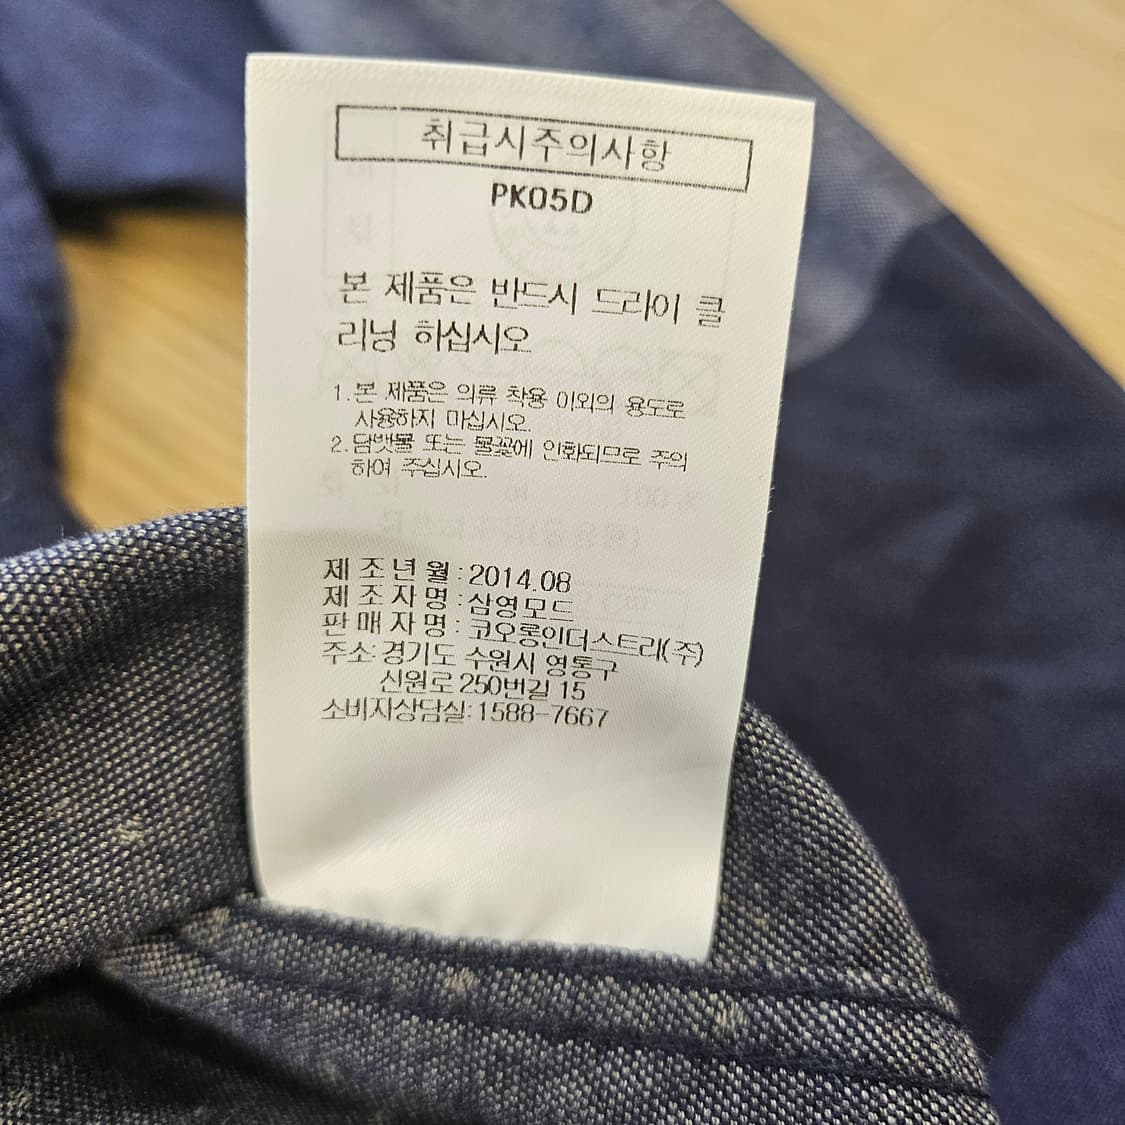 취급시주의사항
PK05D
본 제품은 반드시 드라이 클
리닝 하십시오
1.본 제품은 의류 착용 이외의 용도로
사용하지 마십시오.
2.담뱃불 또는 불꽃에 인화되므로 주의
하여 주십시오.
제조년월:2014.08
제조자명:삼영모드
판매자명:코오롱인더스트리(주)
주소:경기도 수원시 영통구
신원로250번길 15
소비자상담실:1588-7667